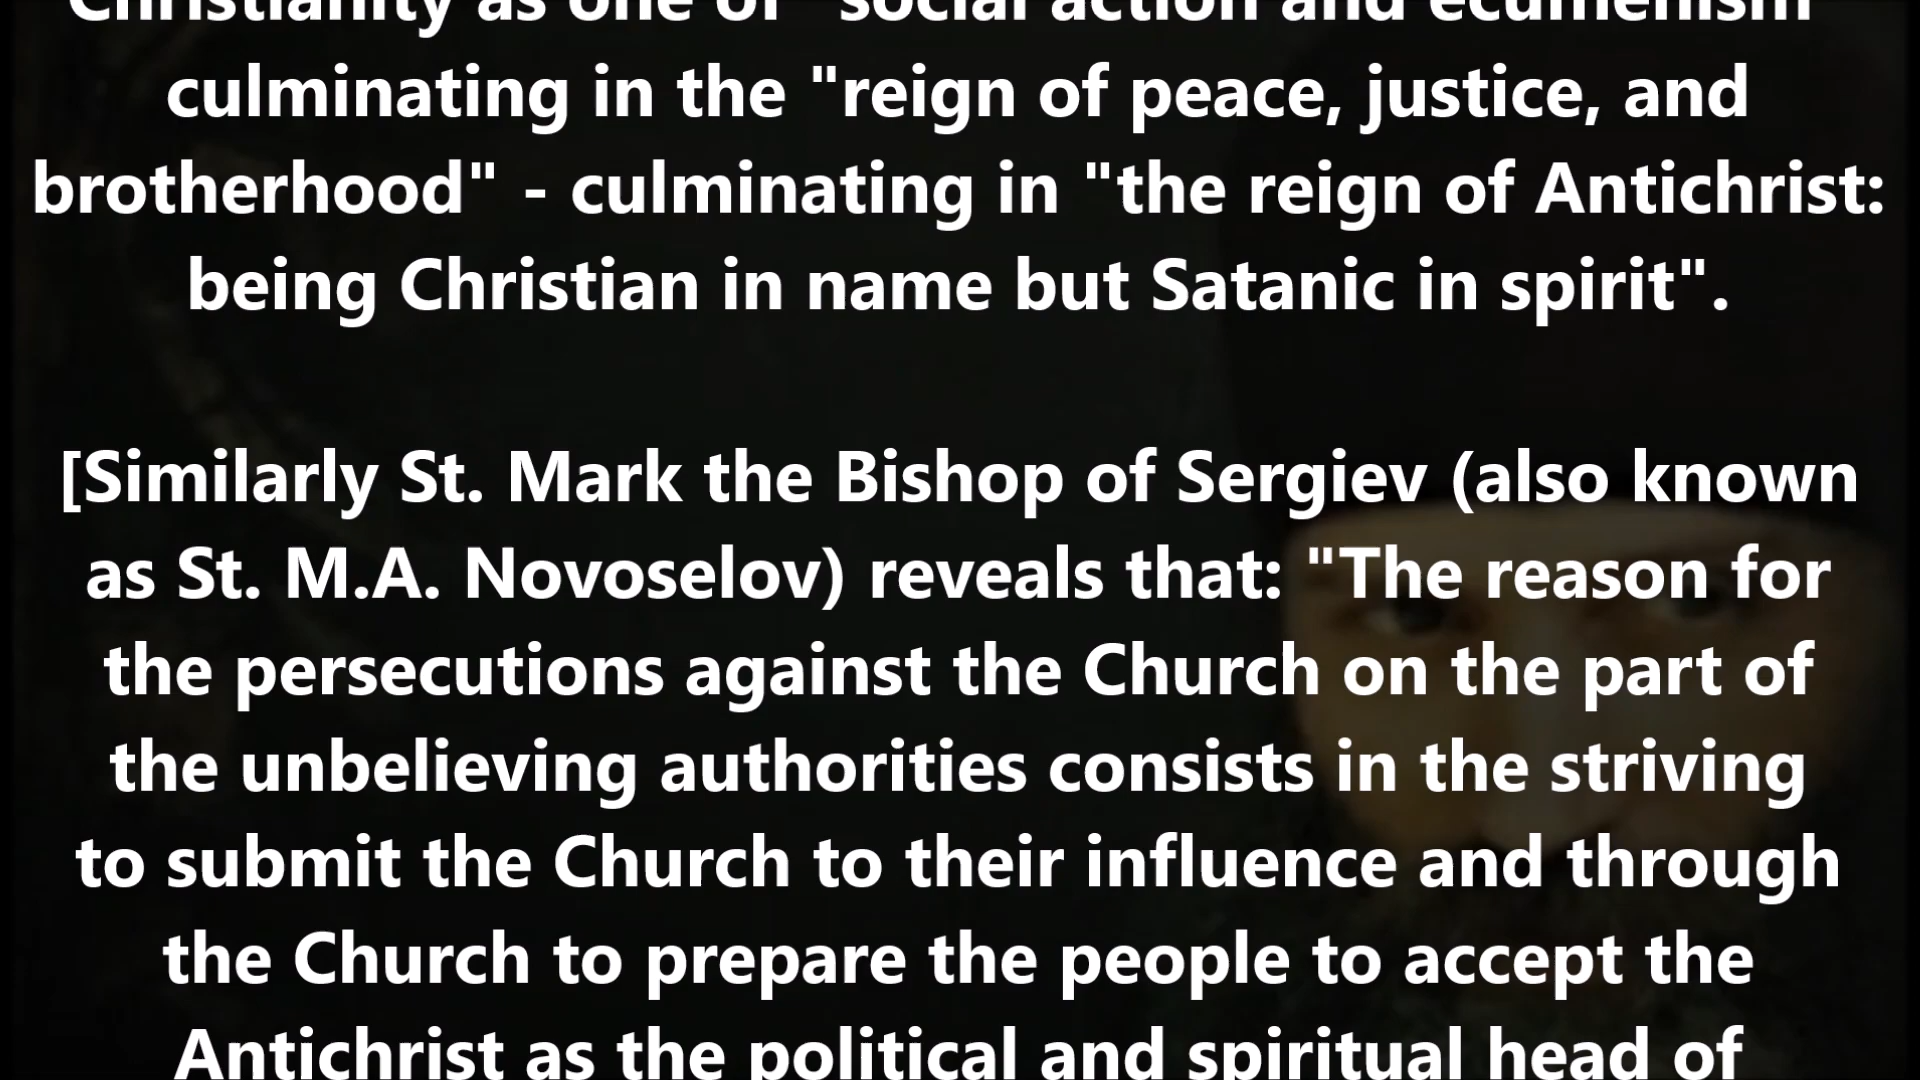 Christianity as one of "social action and ecumenism"
culminating in the "reign of peace, justice, and
brotherhood" - culminating in "the reign of Antichrist:
being Christian in name but Satanic in spirit".
[Similarly St. Mark the Bishop of Sergiev (also known
as St. M.A. Novoselov) reveals that: "The reason for
the persecutions against the Church on the part of
the unbelieving authorities consists in the striving
to submit the Church to their influence and through
the Church to prepare the people to accept the
Antichrist as the political and spiritual head of